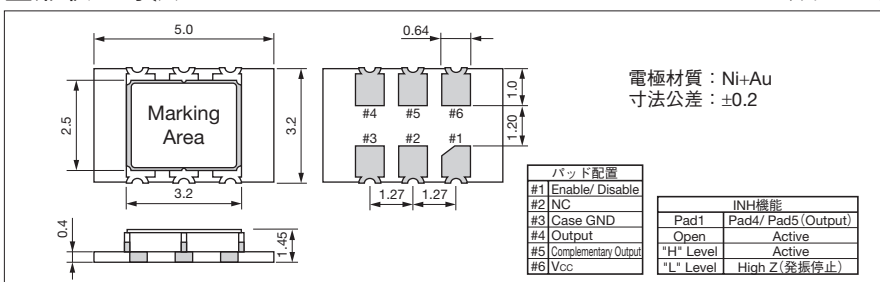 5.0
2.5
Marking
Area
3.2
3.2
0.4
1.45
0.64
1.0
1.20
#4 #5 #6
#3 #2 #1
1.27 1.27
電極材質：Ni+Au
寸法公差：±0.2
パッド配置
#1 Enable/ Disable
#2 NC
#3 Case GND
#4 Output
#5 Complementary Output
#6 Vcc
INH機能
Pad1 Pad4/ Pad5(Output)
Open Active
"H" Level Active
"L" Level High Z(発振停止)